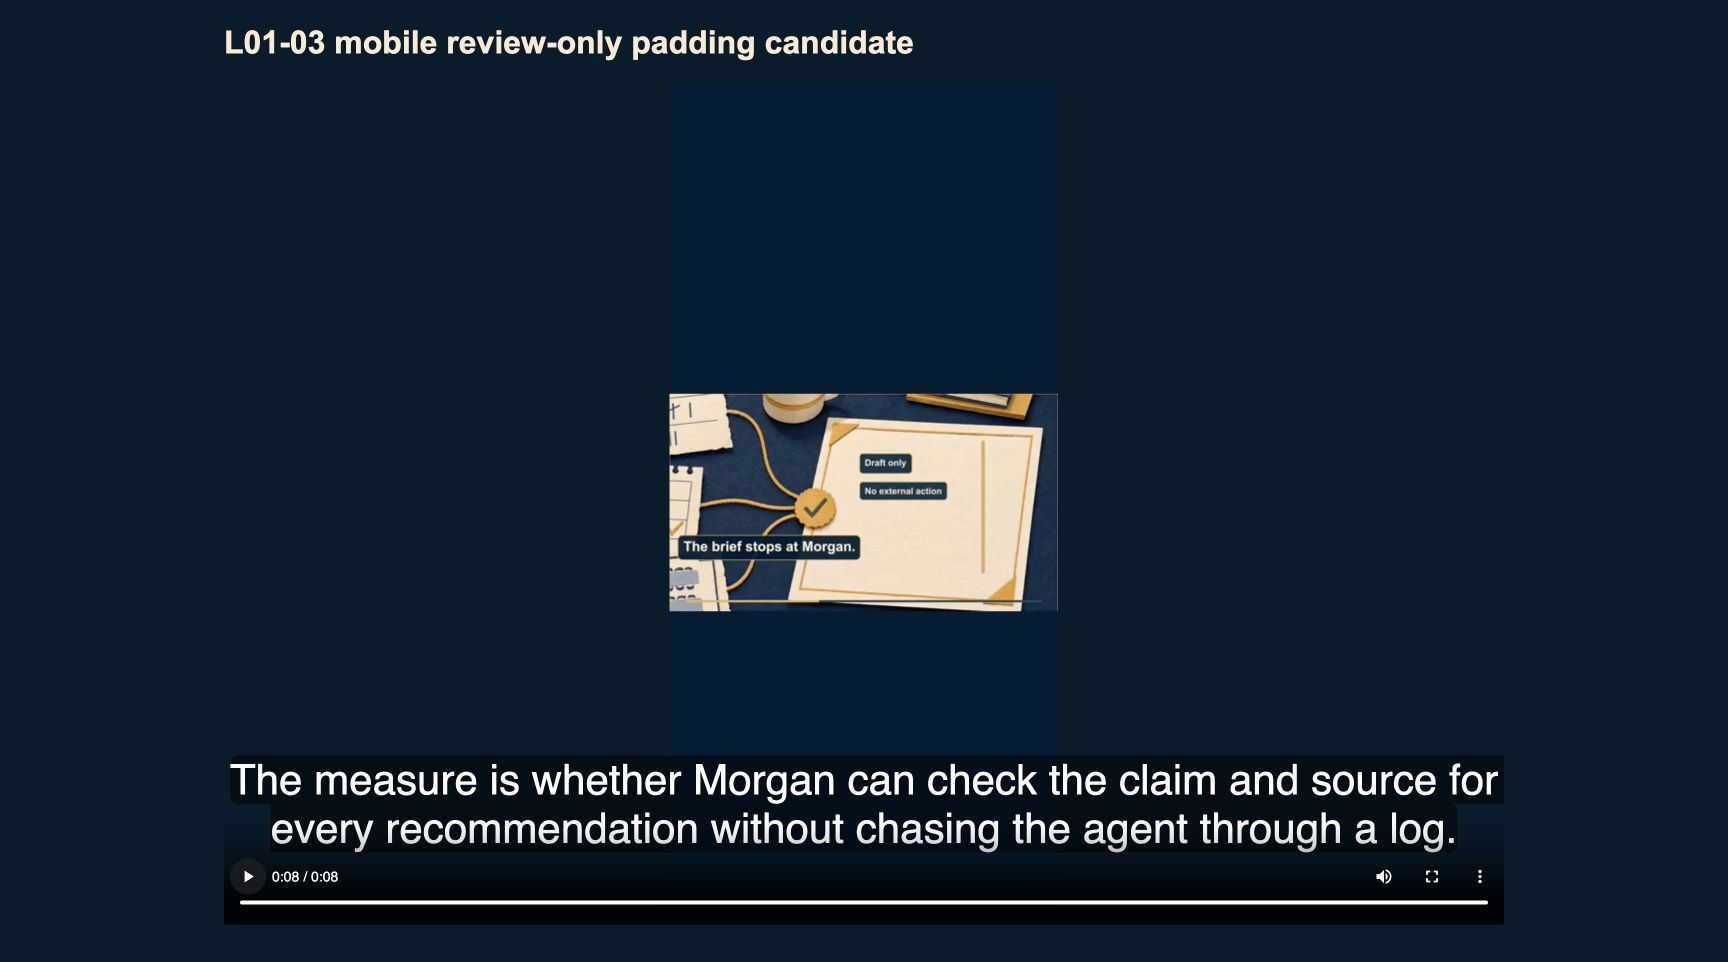 L01-03 mobile review-only padding candidate
Draft only
No external action
The brief stops at Morgan.
The measure is whether Morgan can check the claim and source for
every recommendation without chasing the agent through a log.
0:08 / 0:08